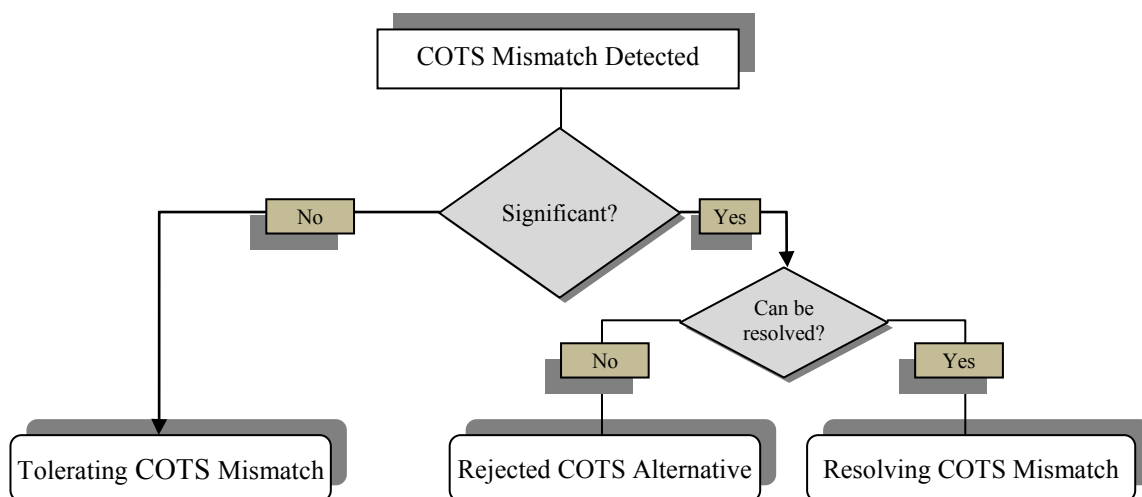 COTS Mismatch Detected
Significant?
No
Yes
Can be
resolved?
No
Yes
Tolerating COTS Mismatch
Rejected COTS Alternative
Resolving COTS Mismatch